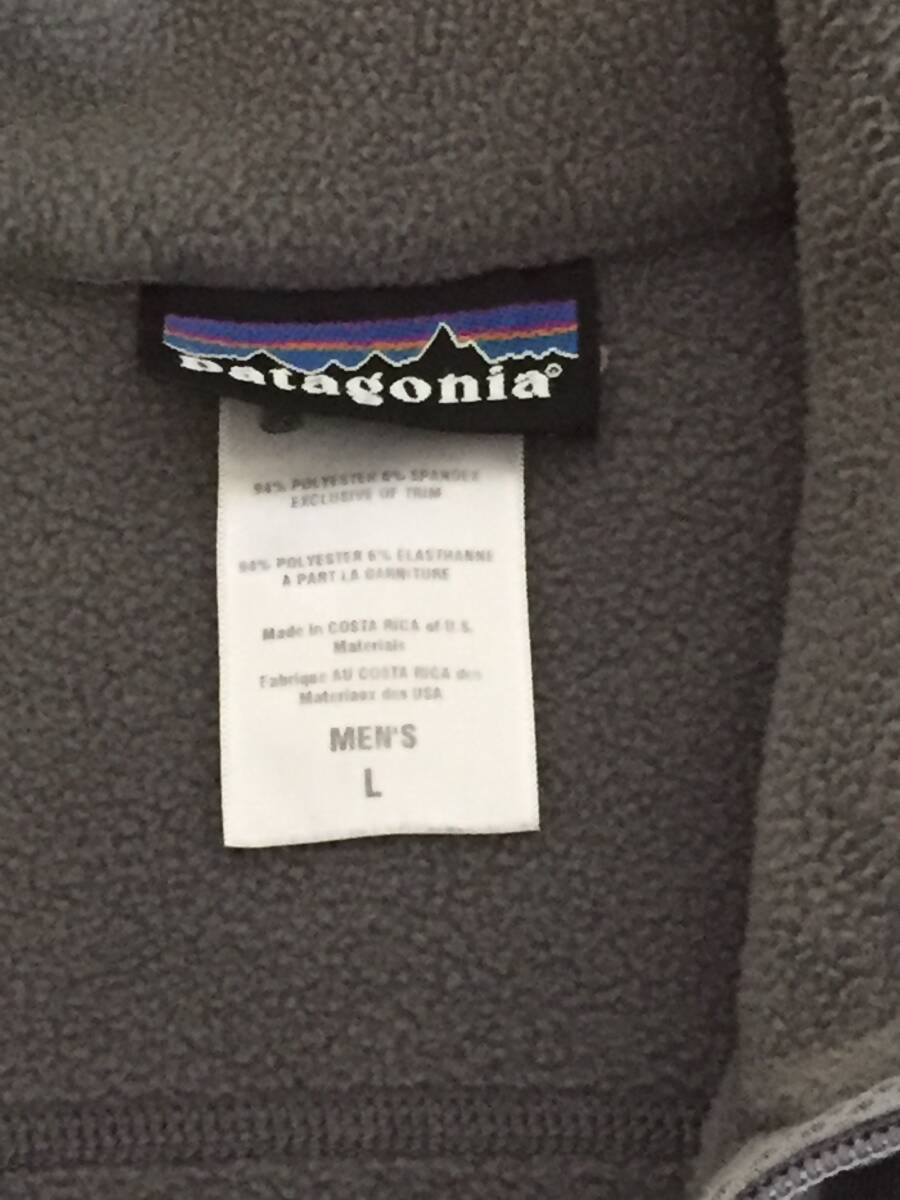 patagonia®
94% POLYESTER 6% SPANDEX
EXCLUSIVE OF TRIM
94% POLYESTER 6% ELASTHANNE
A PART LA GARNITURE
Made in COSTA RICA of U.S.
Materials
Fabrique AU COSTA RICA des
Materiaux des USA
MEN'S
L